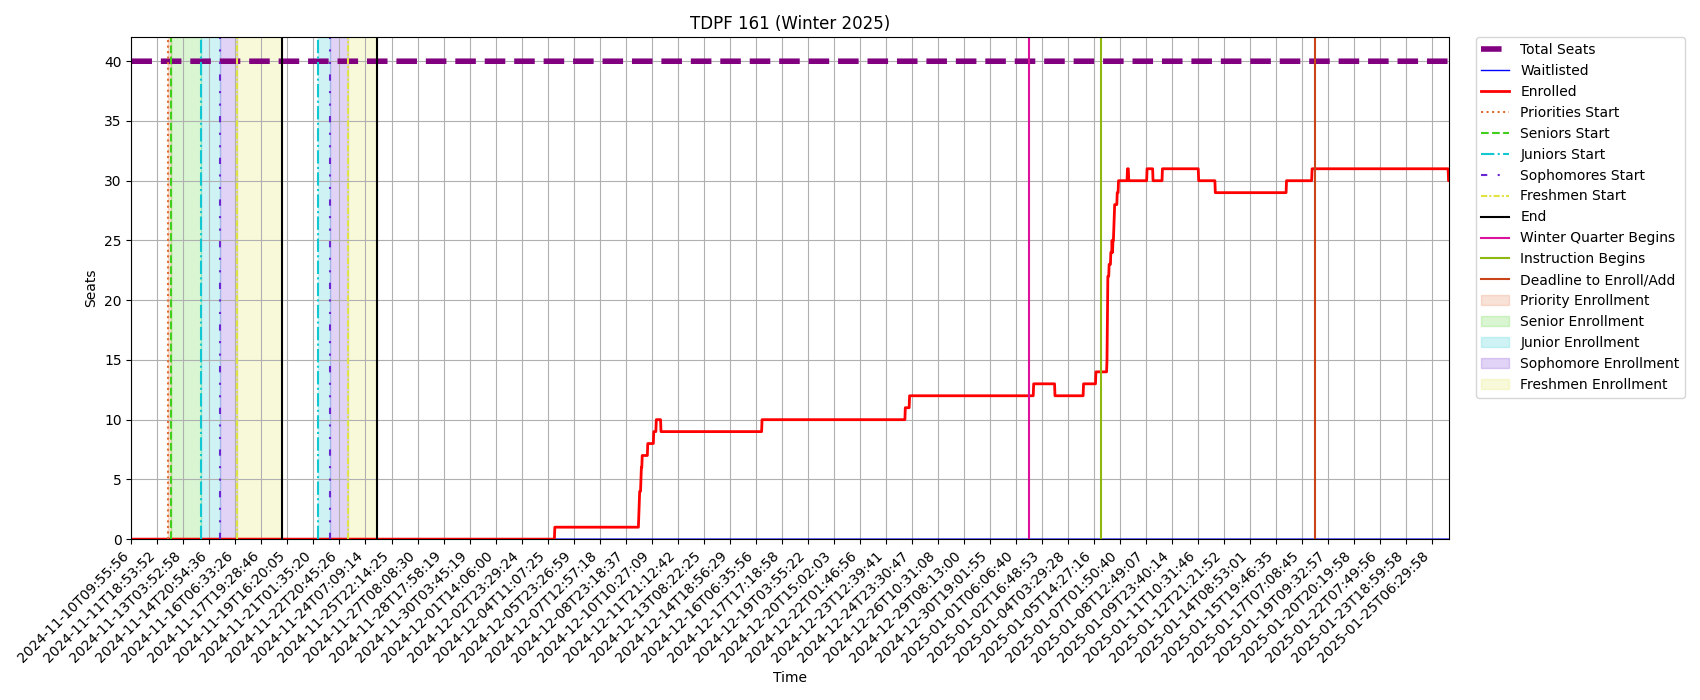 TDPF 161 (Winter 2025)
Seats
40
35
30
25
20
15
10
5
0
2024-11-10T09:55:56
2024-11-11T18:53:52
2024-11-13T03:52:58
2024-11-14T20:54:36
2024-11-16T06:33:26
2024-11-17T19:28:46
2024-11-19T16:20:05
2024-11-21T01:35:20
2024-11-22T20:45:26
2024-11-24T07:09:14
2024-11-25T22:14:25
2024-11-27T08:08:30
2024-11-28T17:58:19
2024-11-30T03:45:19
2024-12-01T14:06:00
2024-12-02T23:29:24
2024-12-04T11:07:25
2024-12-05T23:26:59
2024-12-07T12:57:18
2024-12-08T23:18:37
2024-12-10T10:27:09
2024-12-11T21:12:42
2024-12-13T08:22:25
2024-12-14T18:56:29
2024-12-16T06:35:56
2024-12-17T17:18:58
2024-12-19T03:55:22
2024-12-20T15:02:03
2024-12-22T01:46:56
2024-12-23T12:39:41
2024-12-24T23:30:47
2024-12-26T10:31:08
2024-12-29T08:13:00
2024-12-30T19:01:55
2025-01-01T06:06:40
2025-01-02T16:48:53
2025-01-04T03:29:28
2025-01-05T14:27:16
2025-01-07T01:50:40
2025-01-08T12:49:07
2025-01-09T23:40:14
2025-01-11T10:31:46
2025-01-12T21:21:52
2025-01-14T08:53:01
2025-01-15T19:46:35
2025-01-17T07:08:45
2025-01-19T09:32:57
2025-01-20T20:19:58
2025-01-22T07:49:56
2025-01-23T18:59:58
2025-01-25T06:29:58
Time
Total Seats
Waitlisted
Enrolled
Priorities Start
Seniors Start
Juniors Start
Sophomores Start
Freshmen Start
End
Winter Quarter Begins
Instruction Begins
Deadline to Enroll/Add
Priority Enrollment
Senior Enrollment
Junior Enrollment
Sophomore Enrollment
Freshmen Enrollment